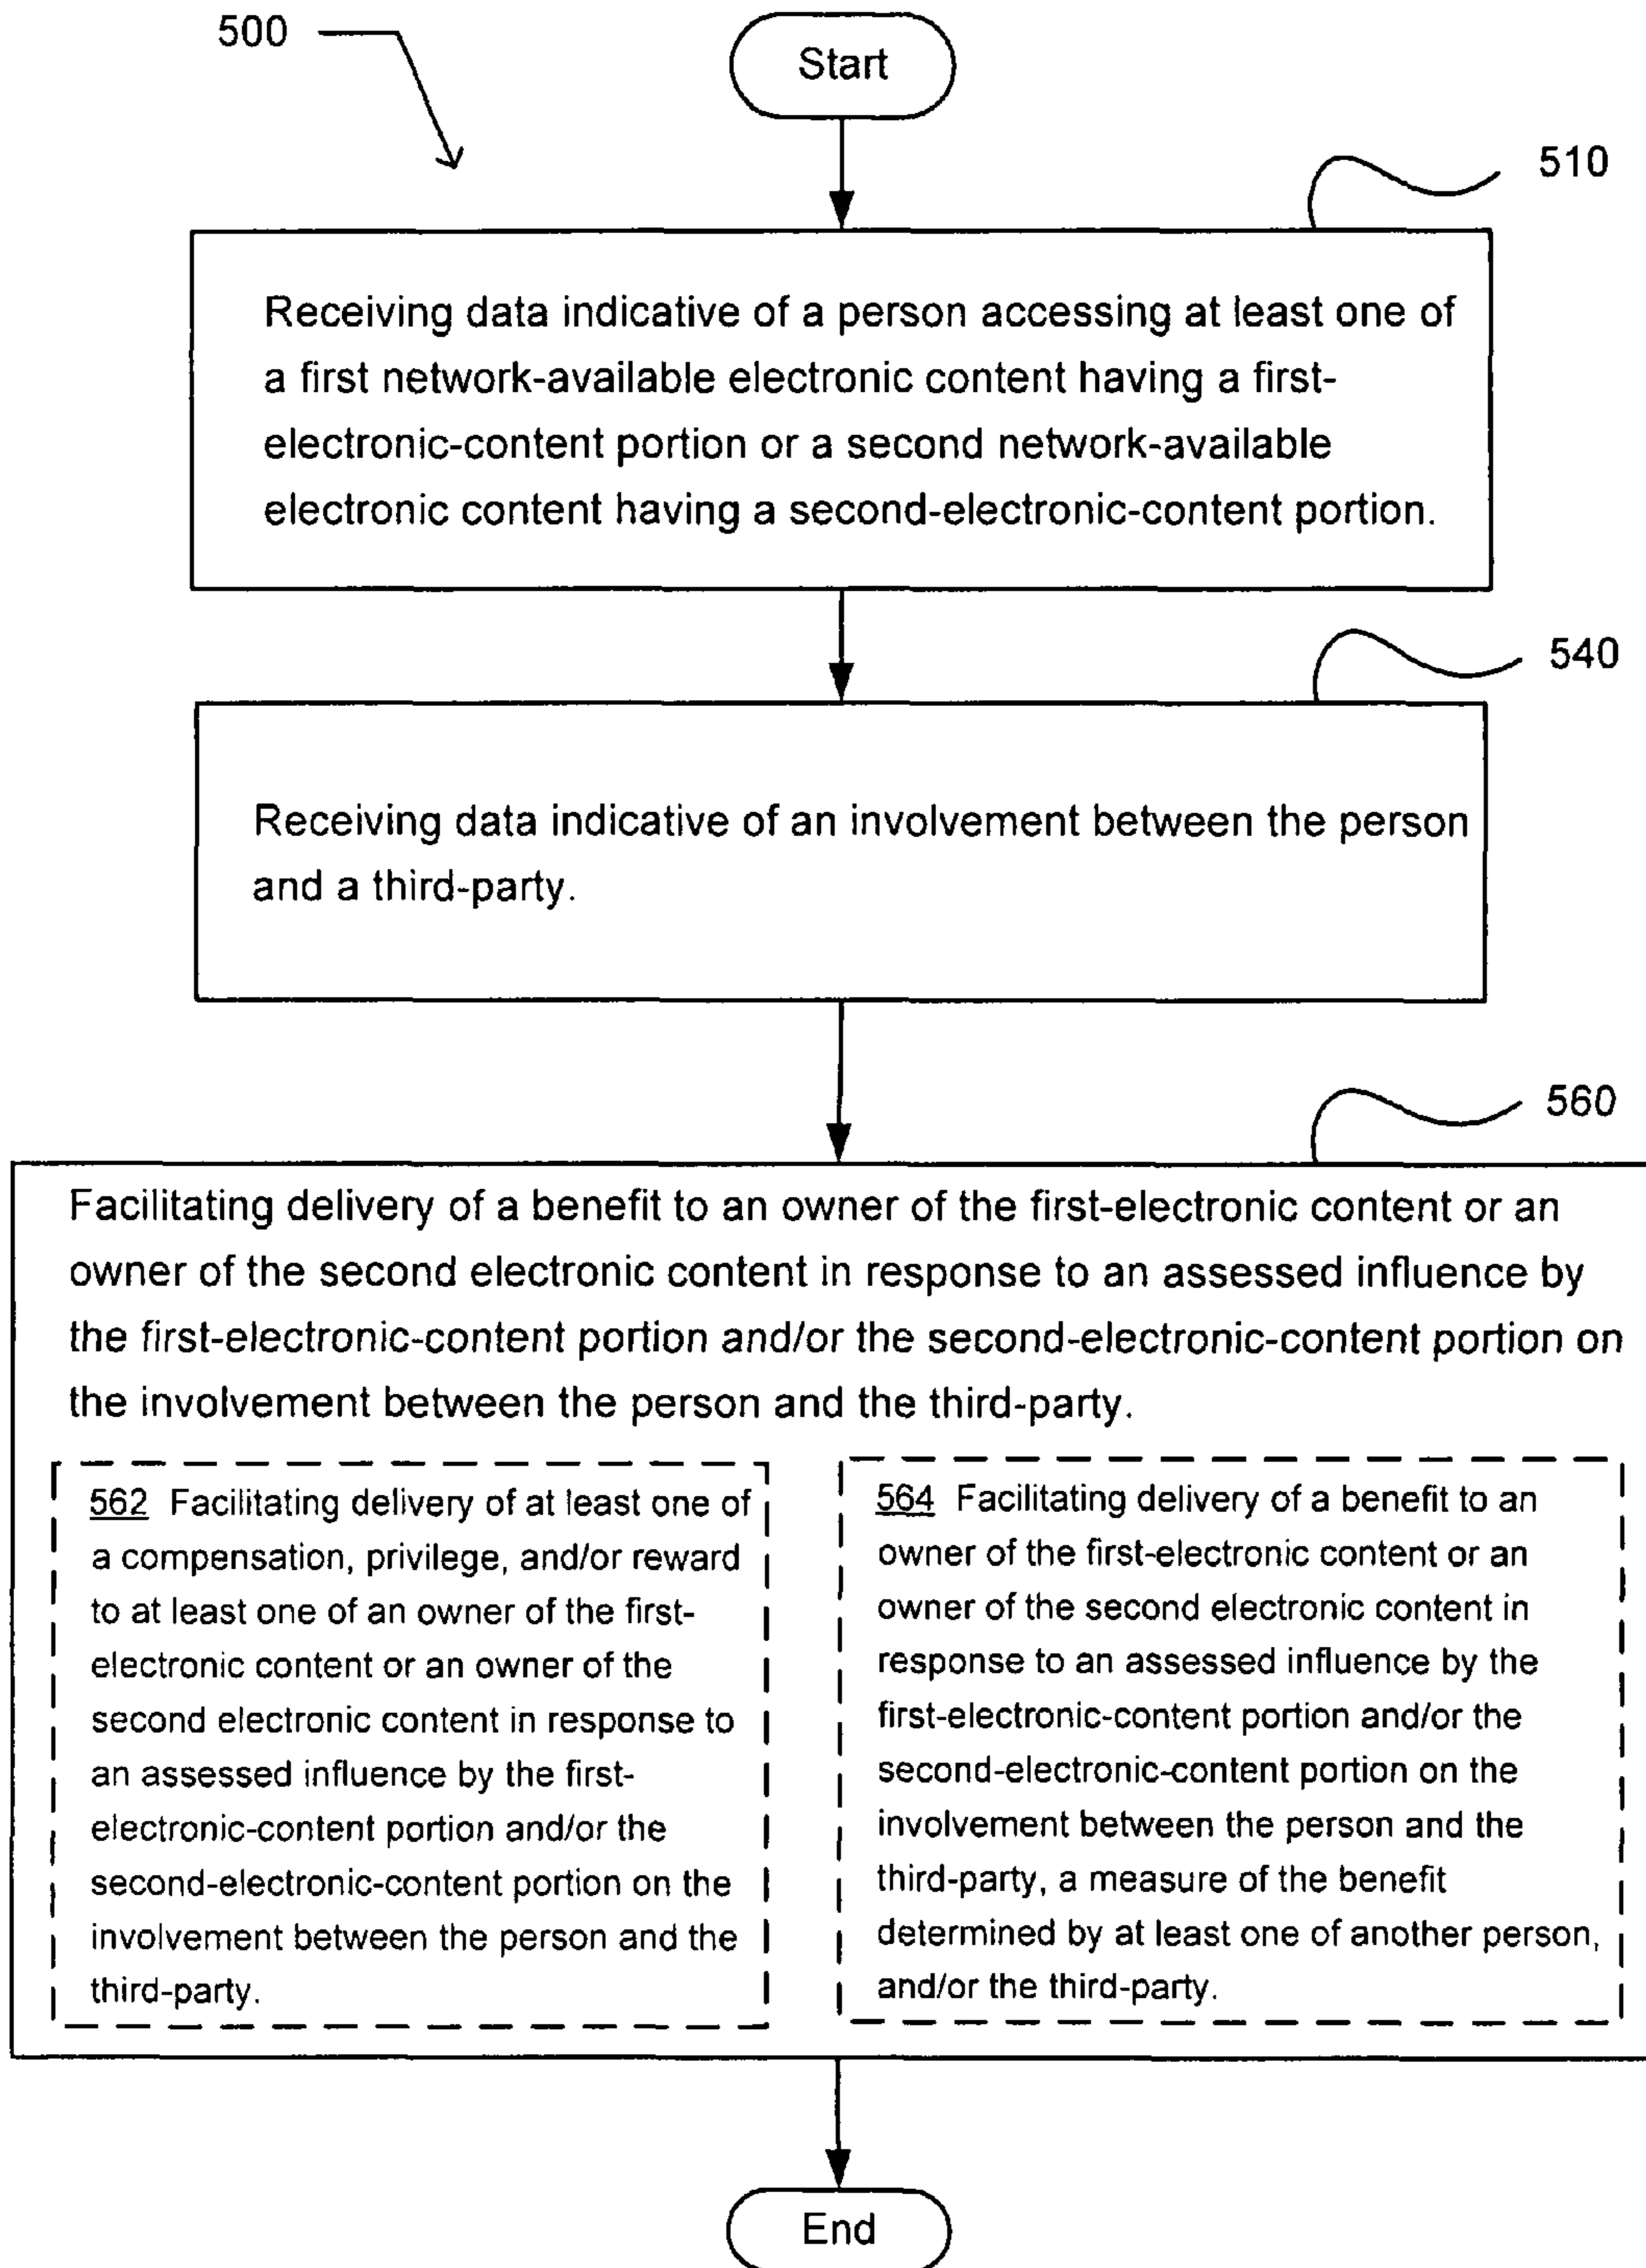 500
Start
510
Receiving data indicative of a person accessing at least one of
a first network-available electronic content having a first-
electronic-content portion or a second network-available
electronic content having a second-electronic-content portion.
540
Receiving data indicative of an involvement between the person
and a third-party.
560
Facilitating delivery of a benefit to an owner of the first-electronic content or an
owner of the second electronic content in response to an assessed influence by
the first-electronic-content portion and/or the second-electronic-content portion on
the involvement between the person and the third-party.
562 Facilitating delivery of at least one of
a compensation, privilege, and/or reward
to at least one of an owner of the first-
electronic content or an owner of the
second electronic content in response to
an assessed influence by the first-
electronic-content portion and/or the
second-electronic-content portion on the
involvement between the person and the
third-party.
564 Facilitating delivery of a benefit to an
owner of the first-electronic content or an
owner of the second electronic content in
response to an assessed influence by the
first-electronic-content portion and/or the
second-electronic-content portion on the
involvement between the person and the
third-party, a measure of the benefit
determined by at least one of another person,
and/or the third-party.
End